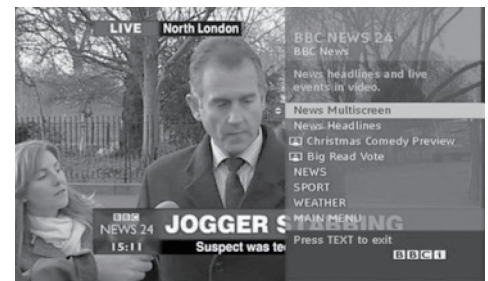 LIVE North London
BBC NEWS 24
BBC News
News headlines and live
events in video.
News Multiscreen
News Headlines
Christmas Comedy Preview
Big Read Vote
NEWS
SPORT
WEATHER
MAIN MENU
Press TEXT to exit
BBCi
BBC
NEWS 24
15:11
JOGGER STABBING
Suspect was